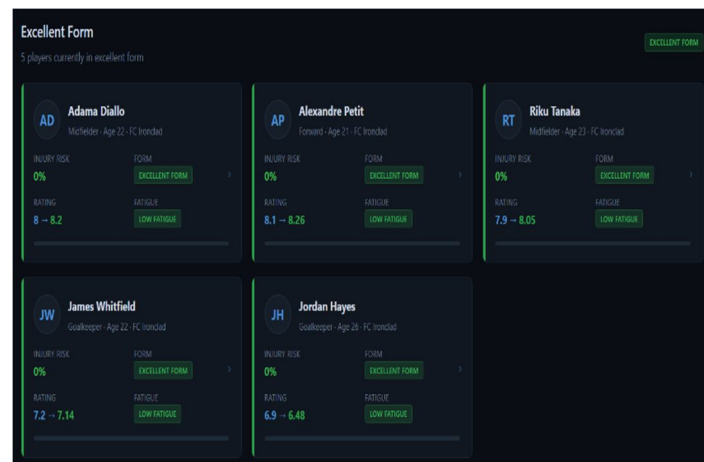 Excellent Form
5 players currently in excellent form
EXCELLENT FORM
AD
Adama Diallo
Midfielder · Age 22 · FC Ironclad
INJURY RISK
FORM
0%
EXCELLENT FORM
RATING
FATIGUE
8 → 8.2
LOW FATIGUE
AP
Alexandre Petit
Forward · Age 21 · FC Ironclad
INJURY RISK
FORM
0%
EXCELLENT FORM
RATING
FATIGUE
8.1 → 8.26
LOW FATIGUE
RT
Riku Tanaka
Midfielder · Age 23 · FC Ironclad
INJURY RISK
FORM
0%
EXCELLENT FORM
RATING
FATIGUE
7.9 → 8.05
LOW FATIGUE
JW
James Whitfield
Goalkeeper · Age 22 · FC Ironclad
INJURY RISK
FORM
0%
EXCELLENT FORM
RATING
FATIGUE
7.2 → 7.14
LOW FATIGUE
JH
Jordan Hayes
Goalkeeper · Age 26 · FC Ironclad
INJURY RISK
FORM
0%
EXCELLENT FORM
RATING
FATIGUE
6.9 → 6.48
LOW FATIGUE